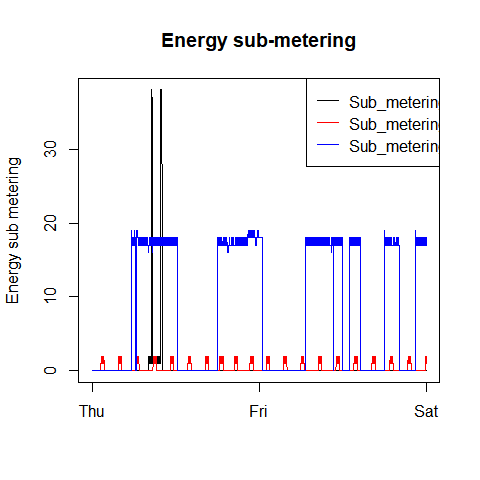 Energy sub-metering
Sub_meterin
Sub_meterin
Sub_meterin
Energy sub metering
30
20
10
0
Thu
Fri
Sat